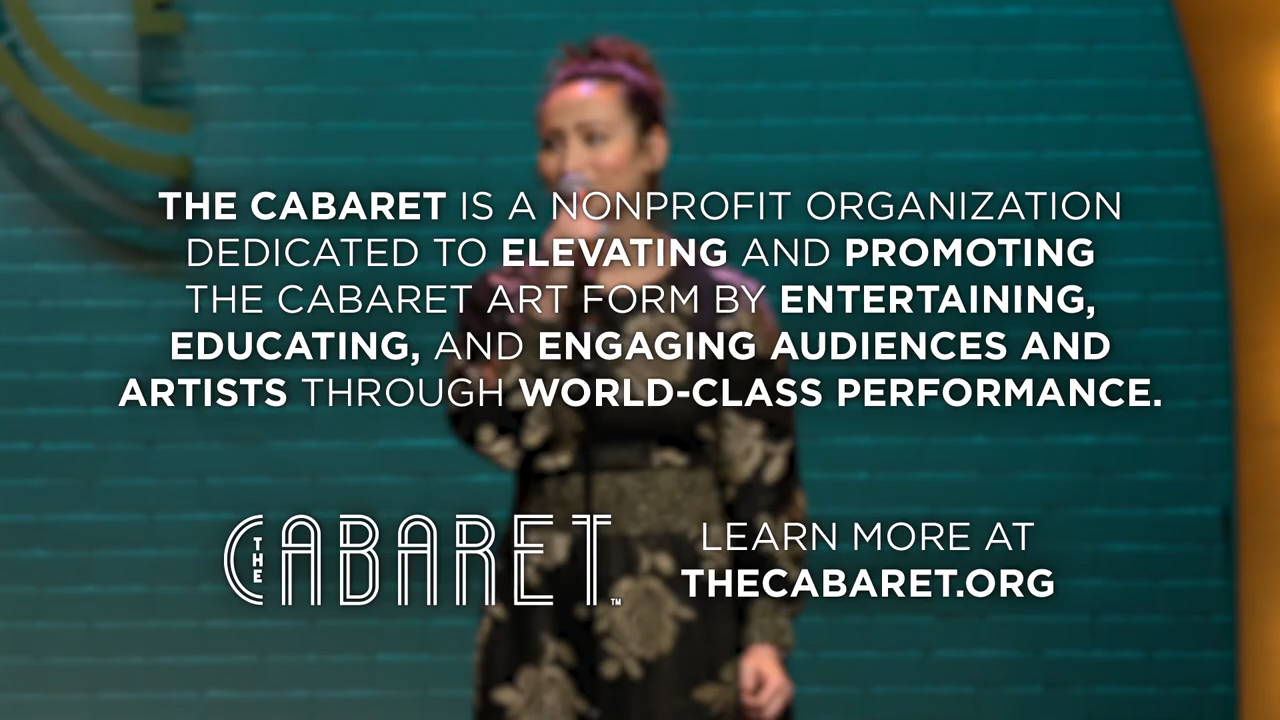 THE CABARET IS A NONPROFIT ORGANIZATION
DEDICATED TO ELEVATING AND PROMOTING
THE CABARET ART FORM BY ENTERTAINING,
EDUCATING, AND ENGAGING AUDIENCES AND
ARTISTS THROUGH WORLD-CLASS PERFORMANCE.
THE CABARET™
LEARN MORE AT
THECABARET.ORG